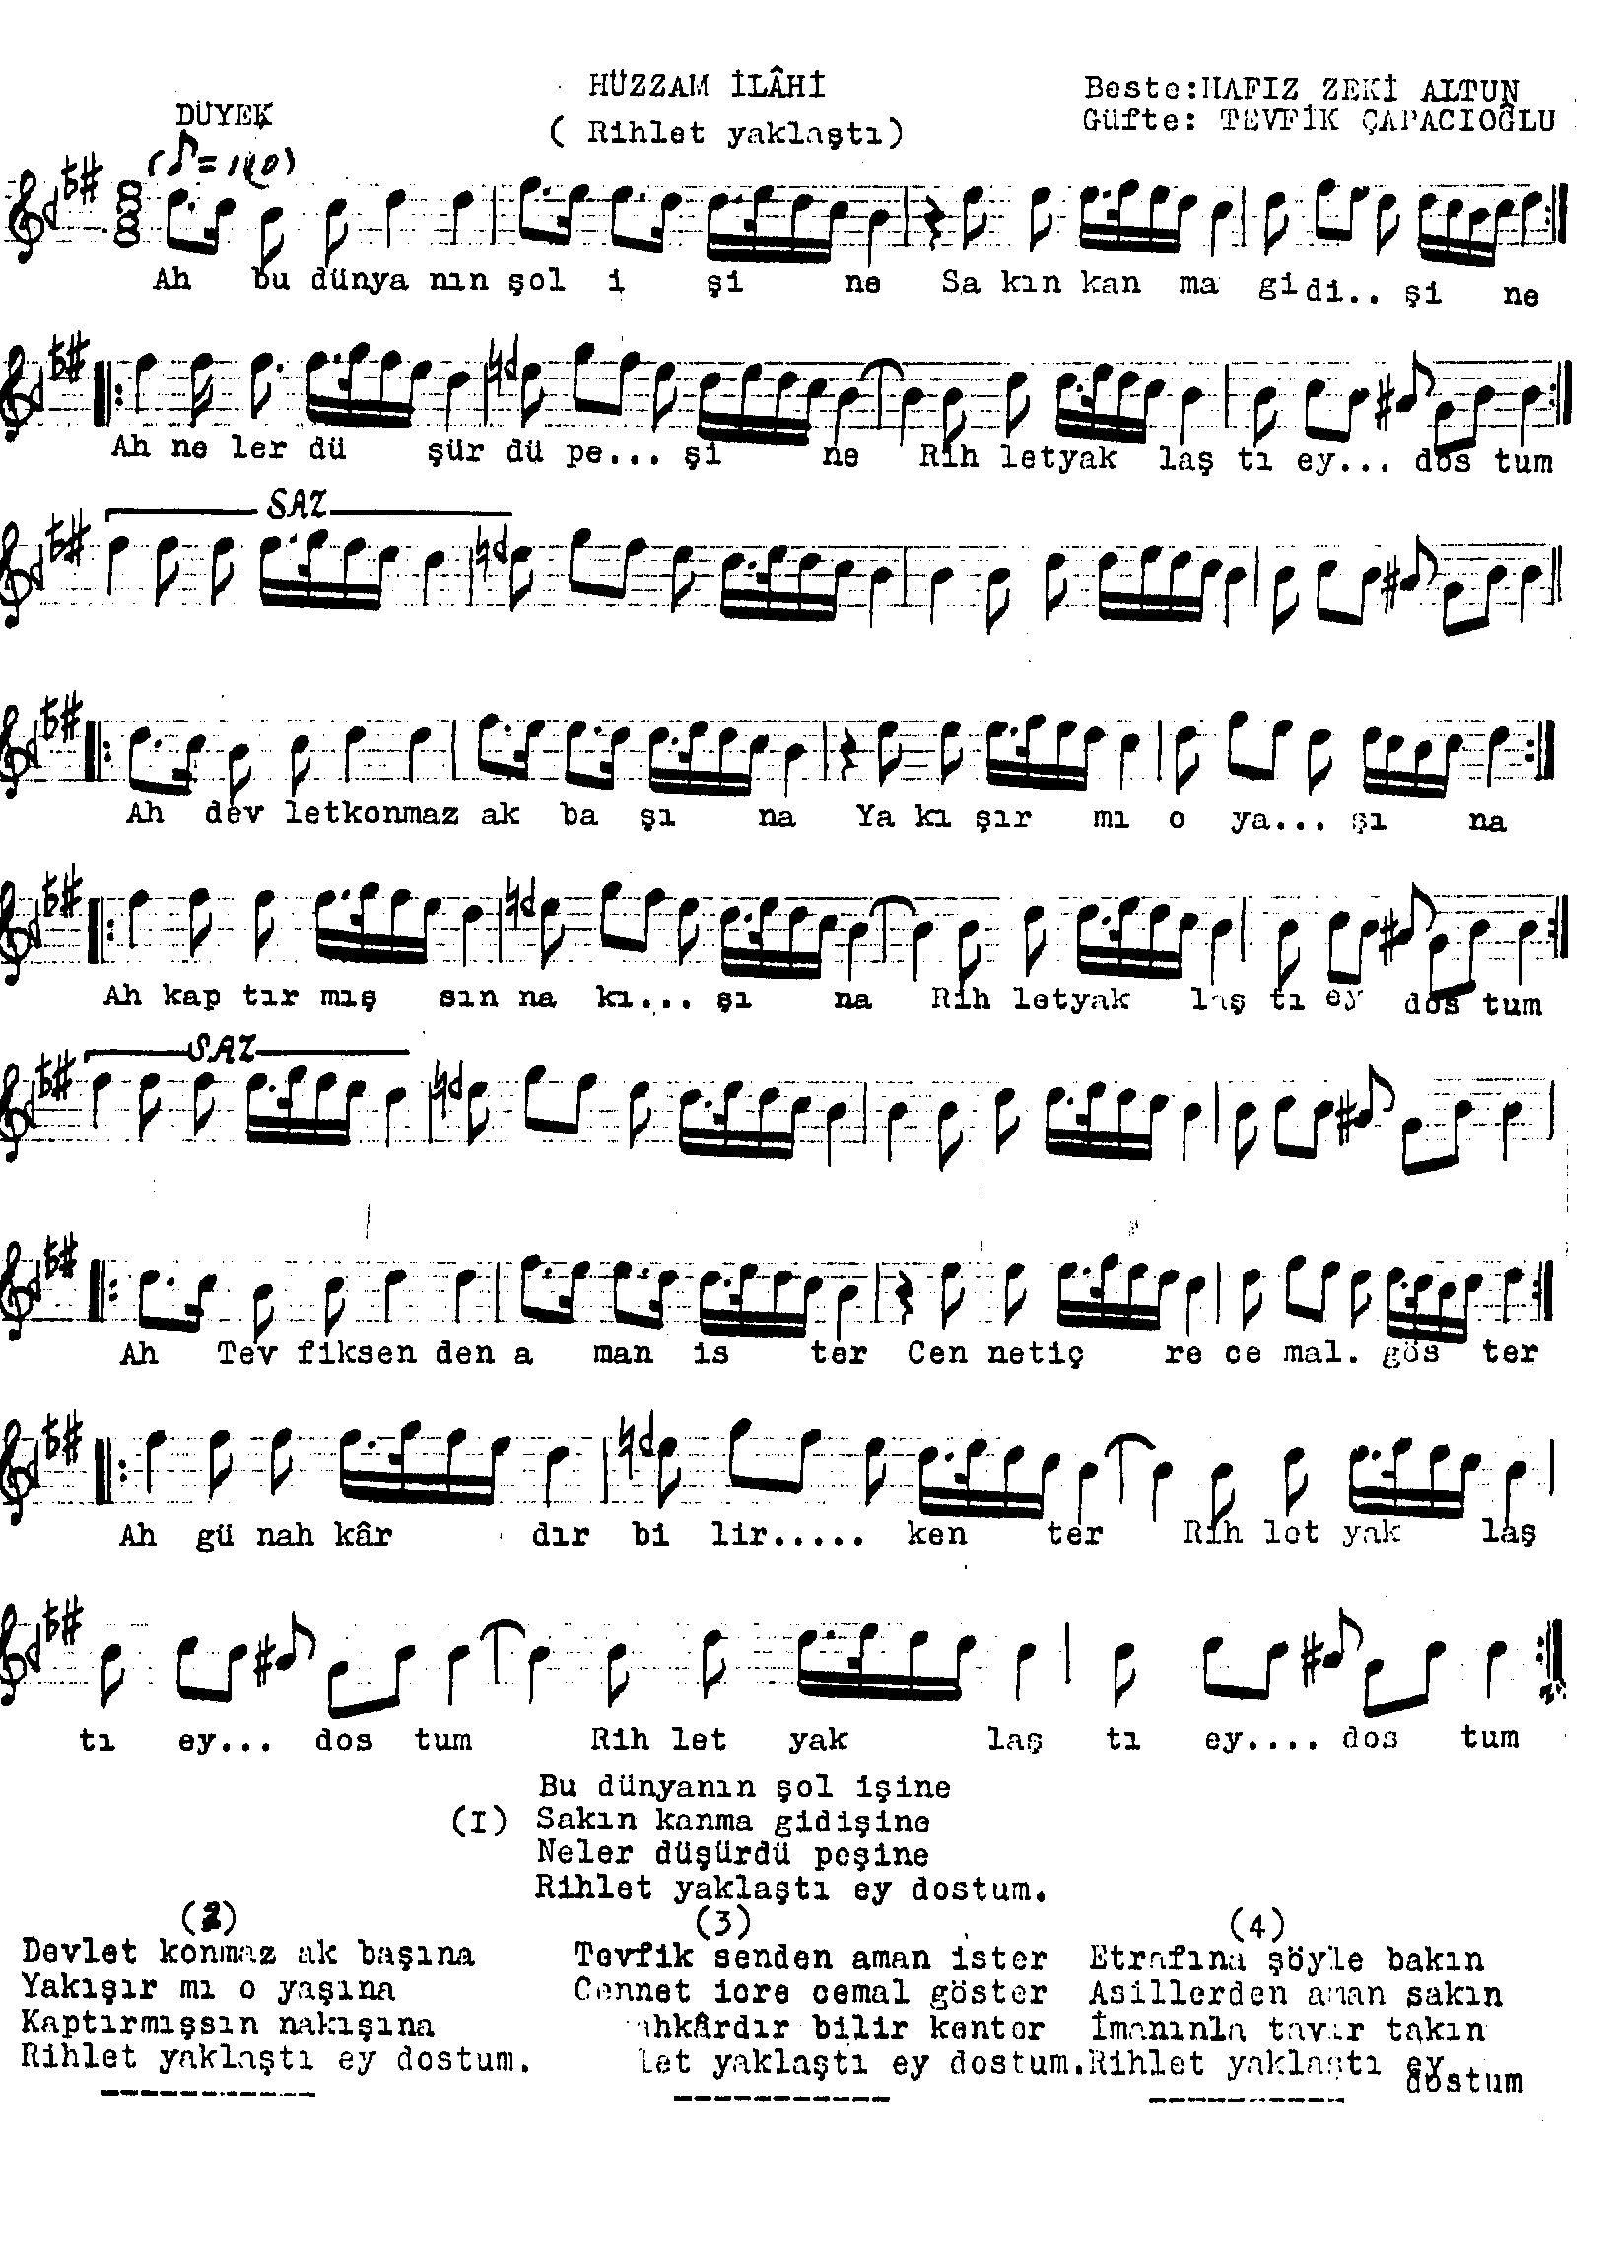 HÜZZAM İLÂHİ
( Rihlet yaklaştı)
Beste:HAFIZ ZEKİ ALTUN
Güfte: TEVFİK ÇAPACIOĞLU
DÜYEK
Ah bu dünya nın şol i şi ne Sa kın kan ma gi di.. şi ne
Ah ne ler dü şür dü pe... şi ne Rih letyak laş tı ey... dos tum
SAZ
Ah dev letkonmaz ak ba şı na Ya kı şır mı o ya... şı na
Ah kap tır mış sın na kı... şı na Rih letyak laş tı ey dos tum
SAZ
Ah Tev fiksen den a man is ter Cen netiç re ce mal. gös ter
Ah gü nah kâr dır bi lir..... ken ter Rih let yak laş
tı ey... dos tum Rih let yak laş tı ey.... dos tum
Bu dünyanın şol işine
(I) Sakın kanma gidişine
Neler düşürdü peşine
Rihlet yaklaştı ey dostum.
(2)
Devlet konmaz ak başına
Yakışır mı o yaşına
Kaptırmışsın nakışına
Rihlet yaklaştı ey dostum.
(3)
Tevfik senden aman ister
Cennet icre cemal göster
ahkârdır bilir kenter
let yaklaştı ey dostum.
(4)
Etrafına şöyle bakın
Asillerden aman sakın
İmanınla tavır takın
Rihlet yaklaştı ey
dostum